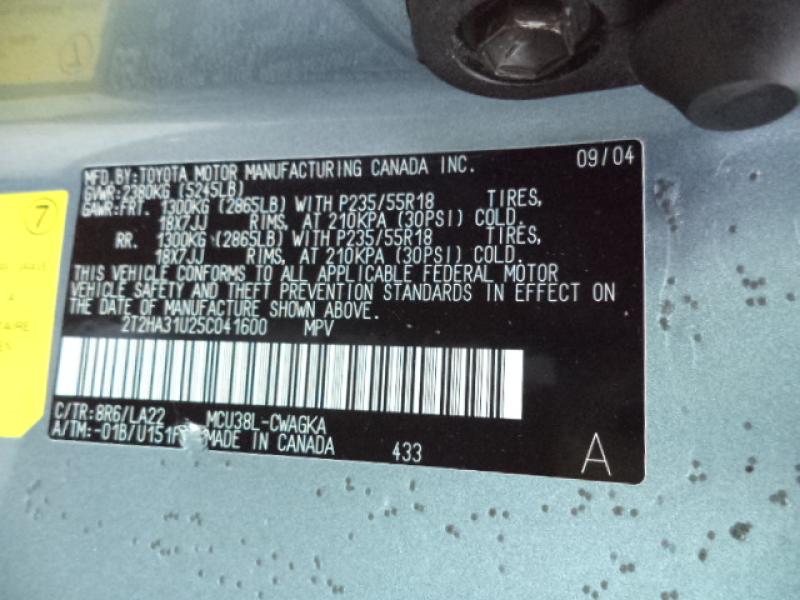 MFD.BY:TOYOTA MOTOR MANUFACTURING CANADA INC. 09/04
GVWR:2380KG (5245LB)
GAWR:FRT. 1300KG (2865LB) WITH P235/55R18 TIRES,
18X7JJ RIMS, AT 210KPA (30PSI) COLD.
RR. 1300KG (2865LB) WITH P235/55R18 TIRES,
18X7JJ RIMS, AT 210KPA (30PSI) COLD.
THIS VEHICLE CONFORMS TO ALL APPLICABLE FEDERAL MOTOR
VEHICLE SAFETY AND THEFT PREVENTION STANDARDS IN EFFECT ON
THE DATE OF MANUFACTURE SHOWN ABOVE.
2T2HA31U25C041600 MPV
C/TR:8R6/LA22 MCU38L-CWAGKA
A/TM:-01B/U151F MADE IN CANADA 433 A
7